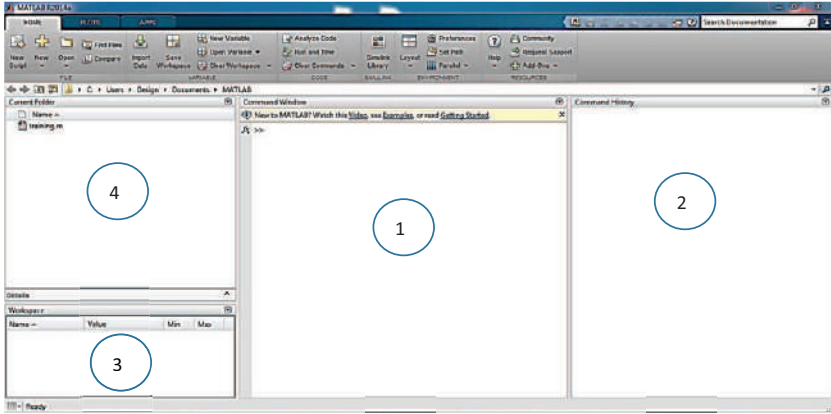 MATLAB R2014a
HOME PLOTS APPS
Search Documentation
New Script New Open Find Files Compare Import Data Save Workspace New Variable Open Variable Clear Workspace Analyze Code Run and Time Clear Commands Simulink Library Layout Preferences Set Path Parallel Help Community Request Support Add-Ons
FILE VARIABLE CODE SIMULINK ENVIRONMENT RESOURCES
C: Users Design Documents MATLAB
Current Folder
Name
training.m
4
Details
Workspace
Name Value Min Max
3
Command Window
New to MATLAB? Watch this Video, see Examples, or read Getting Started.
fx >>
1
Command History
2
Ready